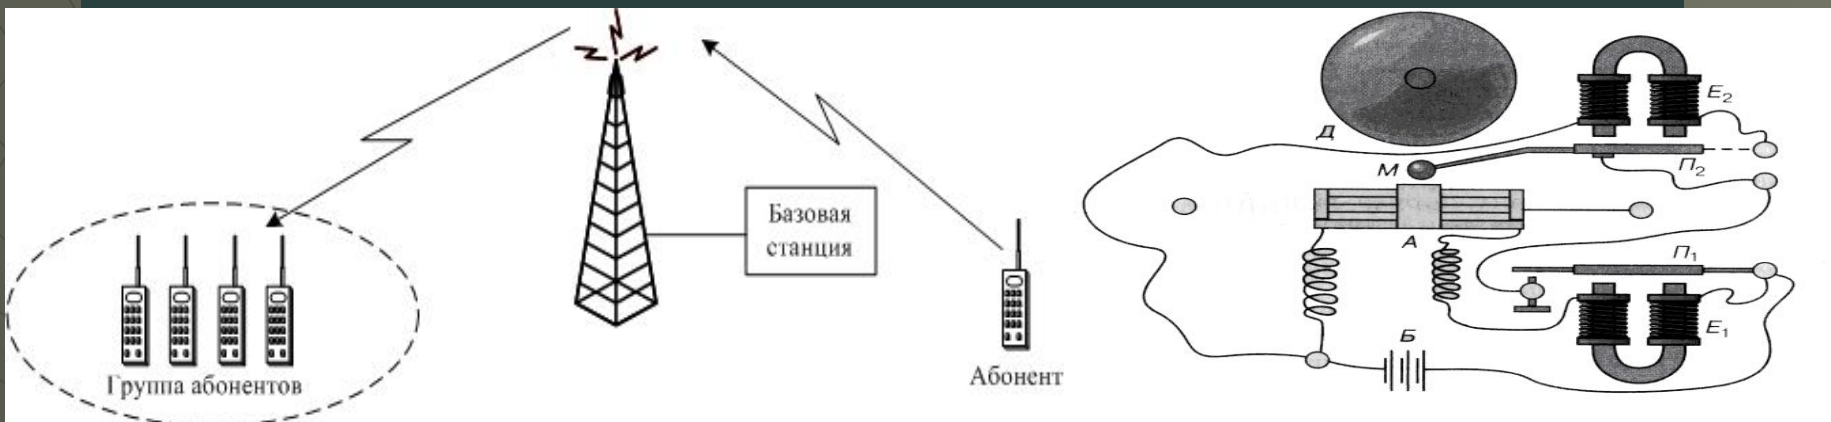 Базовая
станция
Группа абонентов
Абонент
Д
М
А
Б
E₂
П₂
П₁
E₁